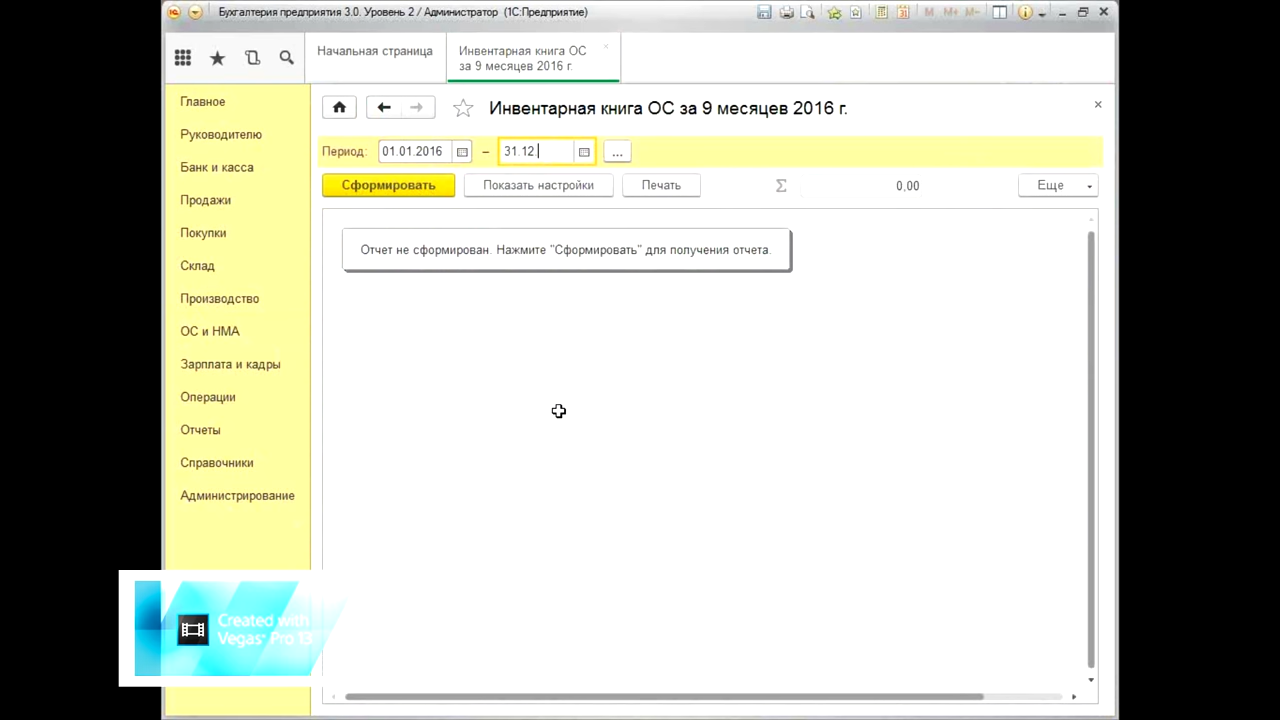 Бухгалтерия предприятия 3.0. Уровень 2 / Администратор (1С:Предприятие)
M M+ M-
Начальная страница
Инвентарная книга ОС
за 9 месяцев 2016 г.
Главное
Руководителю
Банк и касса
Продажи
Покупки
Склад
Производство
ОС и НМА
Зарплата и кадры
Операции
Отчеты
Справочники
Администрирование
Инвентарная книга ОС за 9 месяцев 2016 г.
Период: 01.01.2016 – 31.12. ...
Сформировать Показать настройки Печать Σ 0,00 Еще
Отчет не сформирован. Нажмите "Сформировать" для получения отчета.
Created with
Vegas Pro 13